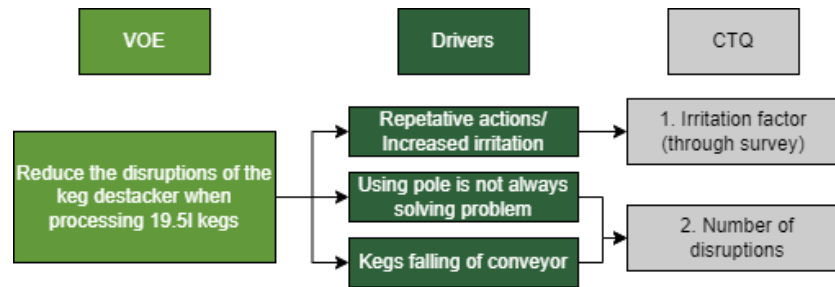 VOE
Drivers
CTQ
Reduce the disruptions of the
keg destacker when
processing 19.5l kegs
Repetative actions/
Increased irritation
Using pole is not always
solving problem
Kegs falling of conveyor
1. Irritation factor
(through survey)
2. Number of
disruptions